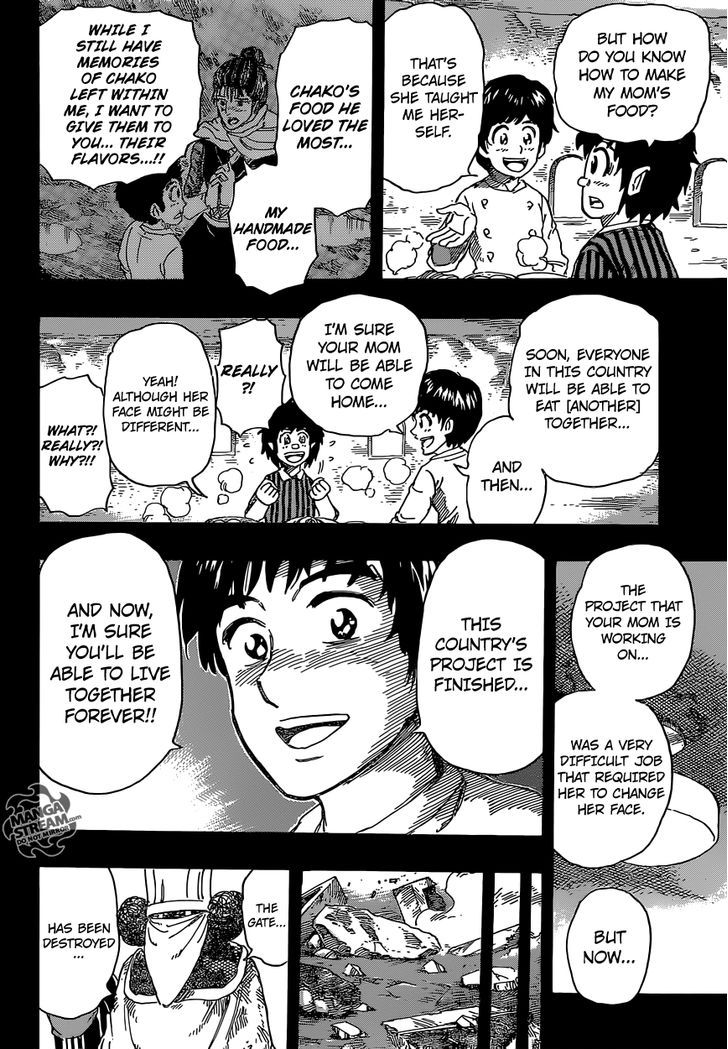 BUT HOW
DO YOU KNOW
HOW TO MAKE
MY MOM'S
FOOD?
THAT'S
BECAUSE
SHE TAUGHT
ME HER-
SELF.
CHAKO'S
FOOD HE
LOVED THE
MOST...
MY
HANDMADE
FOOD...
WHILE I
STILL HAVE
MEMORIES
OF CHAKO
LEFT WITHIN
ME, I WANT TO
GIVE THEM TO
YOU... THEIR
FLAVORS...!!
SOON, EVERYONE
IN THIS COUNTRY
WILL BE ABLE TO
EAT [ANOTHER]
TOGETHER...
AND
THEN...
I'M SURE
YOUR MOM
WILL BE ABLE
TO COME
HOME...
REALLY
?!
YEAH!
ALTHOUGH HER
FACE MIGHT BE
DIFFERENT...
WHAT?!
REALLY?!
WHY?!!
THE
PROJECT THAT
YOUR MOM IS
WORKING
ON...
WAS A VERY
DIFFICULT JOB
THAT REQUIRED
HER TO CHANGE
HER FACE.
BUT
NOW...
THIS
COUNTRY'S
PROJECT IS
FINISHED...
AND NOW,
I'M SURE
YOU'LL BE
ABLE TO LIVE
TOGETHER
FOREVER!!
MANGA
STREAM.COM
DO NOT MIRROR
THE
GATE...
HAS BEEN
DESTROYED
...